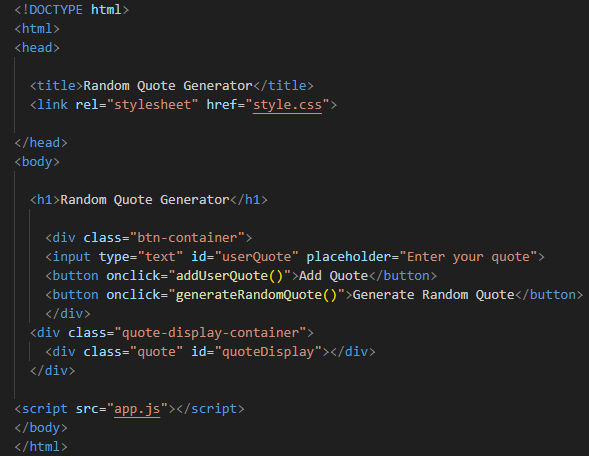 <!DOCTYPE html>
<html>
<head>
<title>Random Quote Generator</title>
<link rel="stylesheet" href="style.css">
</head>
<body>
<h1>Random Quote Generator</h1>
<div class="btn-container">
<input type="text" id="userQuote" placeholder="Enter your quote">
<button onclick="addUserQuote()">Add Quote</button>
<button onclick="generateRandomQuote()">Generate Random Quote</button>
</div>
<div class="quote-display-container">
<div class="quote" id="quoteDisplay"></div>
</div>
<script src="app.js"></script>
</body>
</html>